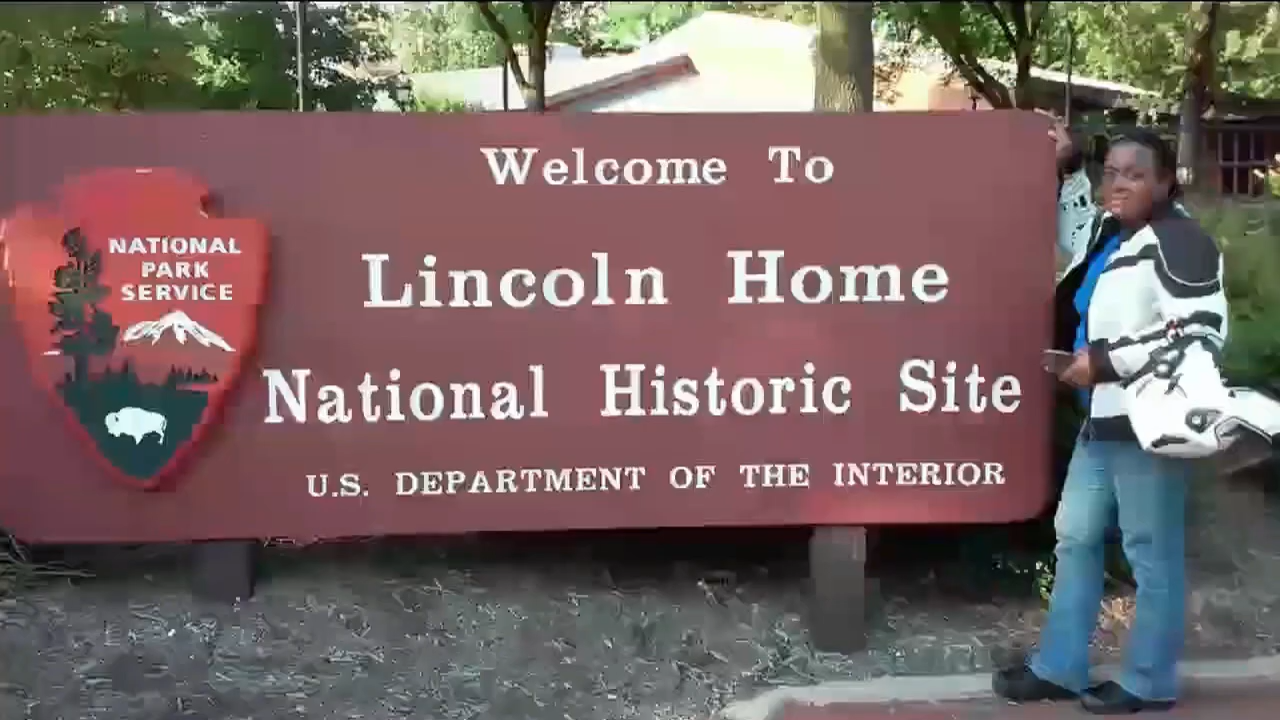 NATIONAL
PARK
SERVICE
Welcome To
Lincoln Home
National Historic Site
U.S. DEPARTMENT OF THE INTERIOR